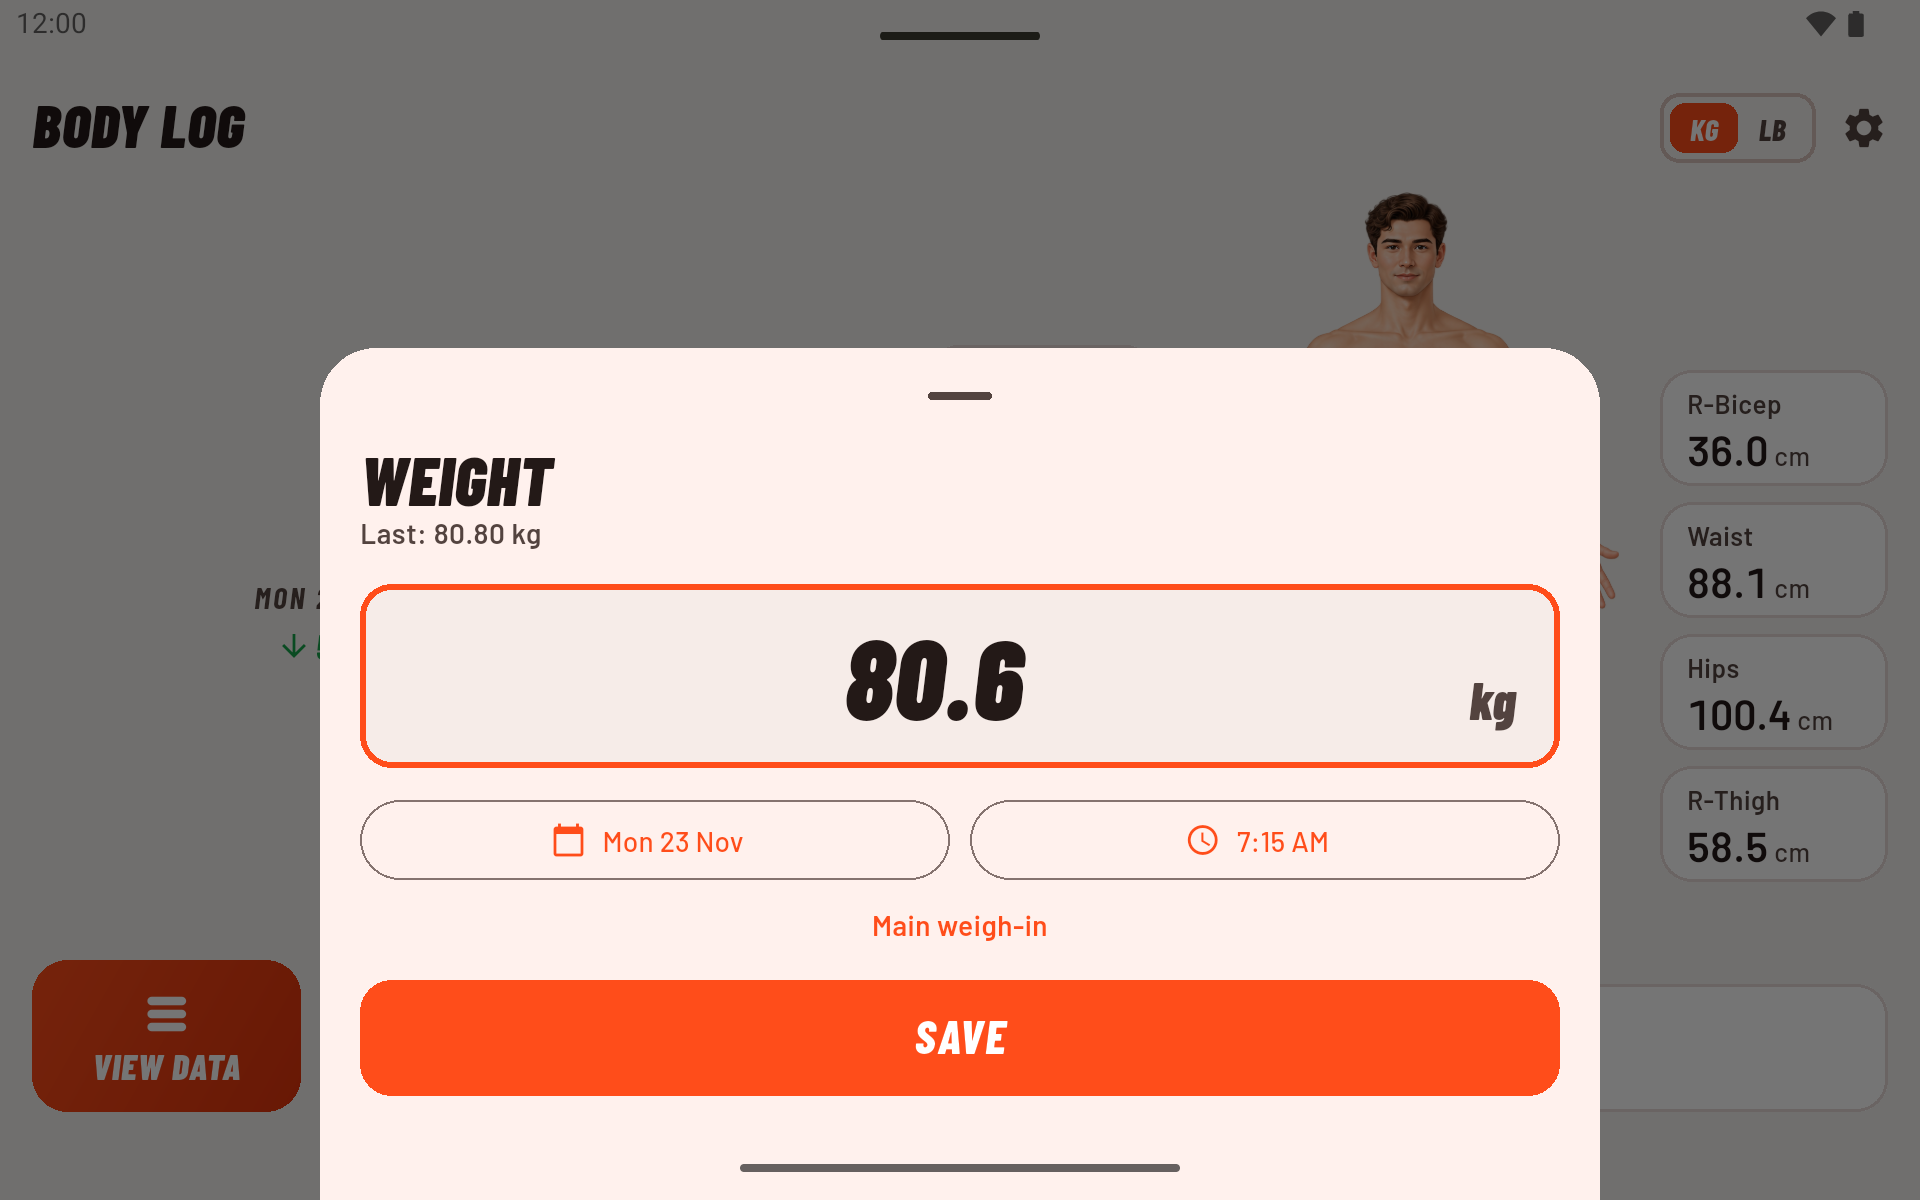 12:00
BODY LOG
KG LB
WEIGHT
Last: 80.80 kg
80.6 kg
Mon 23 Nov
7:15 AM
Main weigh-in
SAVE
MON
R-Bicep
36.0 cm
Waist
88.1 cm
Hips
100.4 cm
R-Thigh
58.5 cm
VIEW DATA